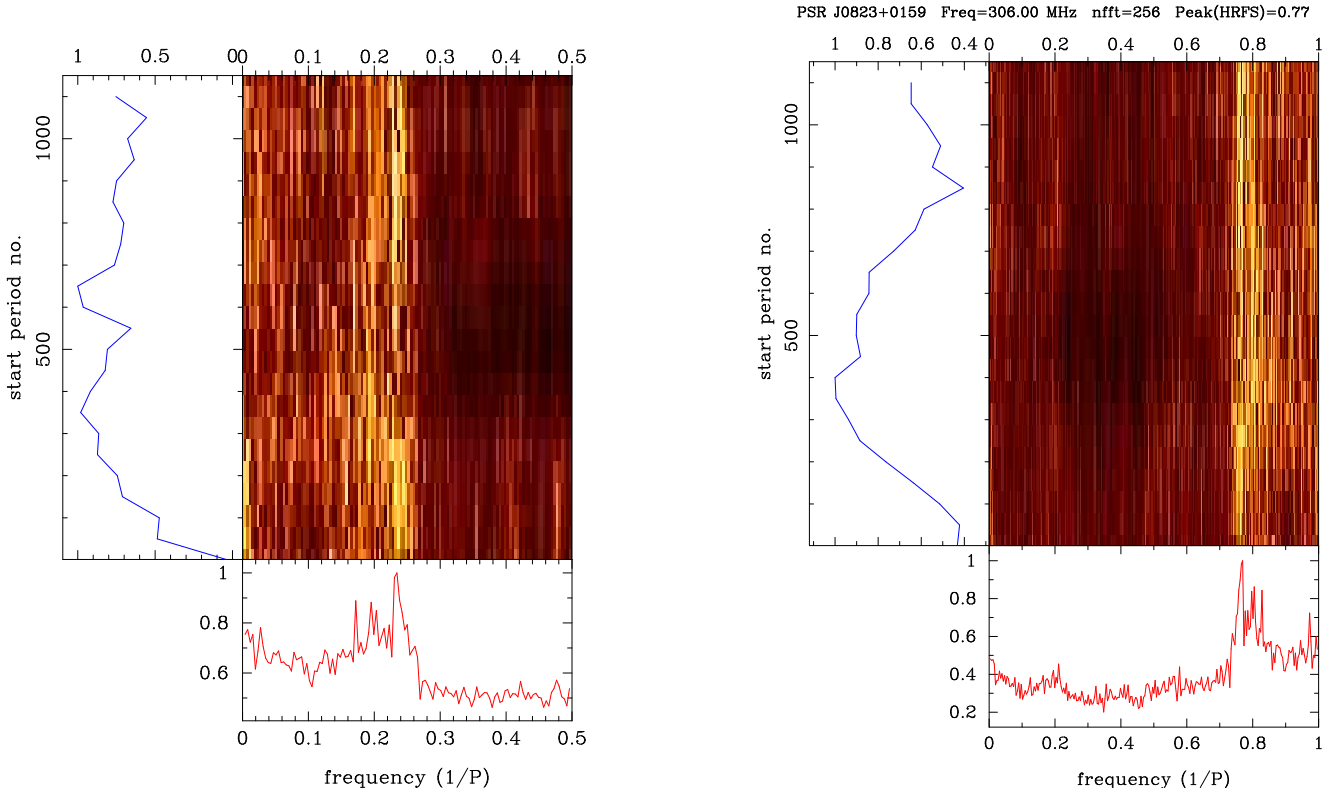 PSR J0823+0159 Freq=306.00 MHz nfft=256 Peak(HRFS)=0.77
1 0.5 0 0 0.1 0.2 0.3 0.4 0.5
1 0.8 0.6 0.4 0 0.2 0.4 0.6 0.8 1
1000
500
start period no.
1000
500
start period no.
1
0.8
0.6
0 0.1 0.2 0.3 0.4 0.5
frequency (1/P)
1
0.8
0.6
0.4
0.2
0 0.2 0.4 0.6 0.8 1
frequency (1/P)